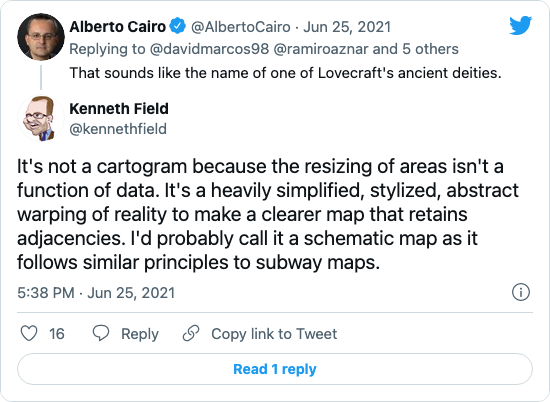 Alberto Cairo @AlbertoCairo · Jun 25, 2021
Replying to @davidmarcos98 @ramiroaznar and 5 others
That sounds like the name of one of Lovecraft's ancient deities.
Kenneth Field
@kennethfield
It's not a cartogram because the resizing of areas isn't a
function of data. It's a heavily simplified, stylized, abstract
warping of reality to make a clearer map that retains
adjacencies. I'd probably call it a schematic map as it
follows similar principles to subway maps.
5:38 PM · Jun 25, 2021
16 Reply Copy link to Tweet
Read 1 reply